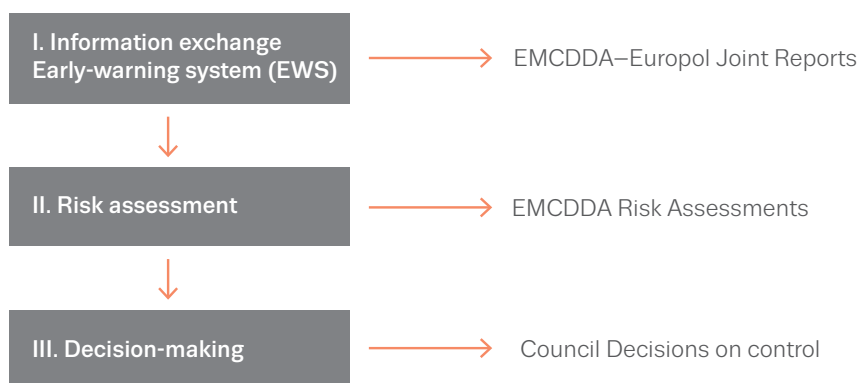 I. Information exchange
Early-warning system (EWS)
EMCDDA–Europol Joint Reports
II. Risk assessment
EMCDDA Risk Assessments
III. Decision-making
Council Decisions on control